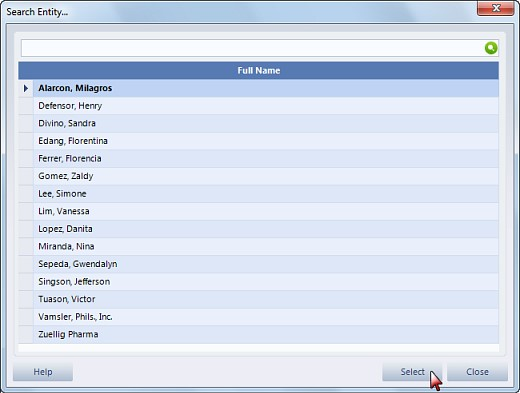 Search Entity...
Full Name
Alarcon, Milagros
Defensor, Henry
Divino, Sandra
Edang, Florentina
Ferrer, Florencia
Gomez, Zaldy
Lee, Simone
Lim, Vanessa
Lopez, Danita
Miranda, Nina
Sepeda, Gwendalyn
Singson, Jefferson
Tuason, Victor
Vamsler, Phils., Inc.
Zuellig Pharma
Help Select Close